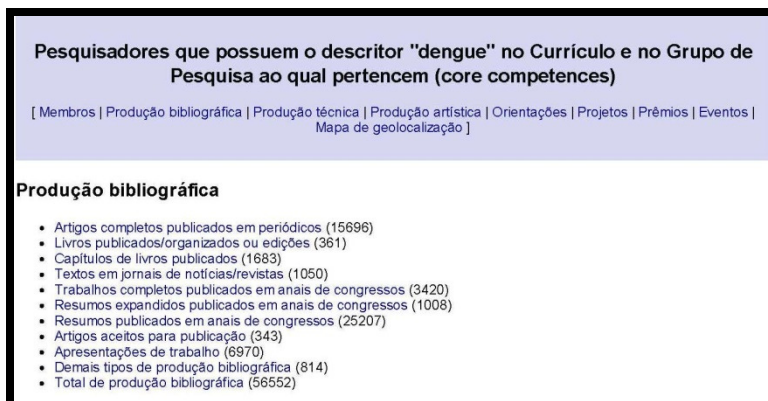 Pesquisadores que possuem o descritor "dengue" no Currículo e no Grupo de
Pesquisa ao qual pertencem (core competences)
[ Membros | Produção bibliográfica | Produção técnica | Produção artística | Orientações | Projetos | Prêmios | Eventos |
Mapa de geolocalização ]
Produção bibliográfica
• Artigos completos publicados em periódicos (15696)
• Livros publicados/organizados ou edições (361)
• Capítulos de livros publicados (1683)
• Textos em jornais de notícias/revistas (1050)
• Trabalhos completos publicados em anais de congressos (3420)
• Resumos expandidos publicados em anais de congressos (1008)
• Resumos publicados em anais de congressos (25207)
• Artigos aceitos para publicação (343)
• Apresentações de trabalho (6970)
• Demais tipos de produção bibliográfica (814)
• Total de produção bibliográfica (56552)